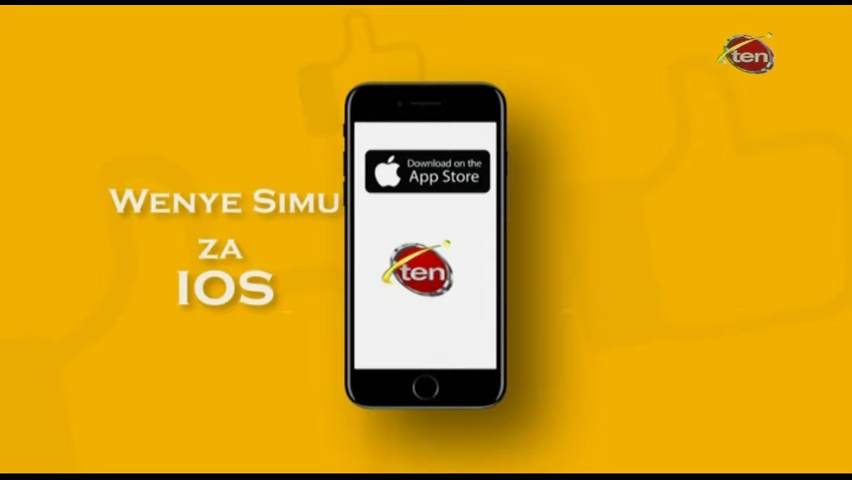 ten
Download on the
App Store
WENYE SIMU
ZA
IOS
ten